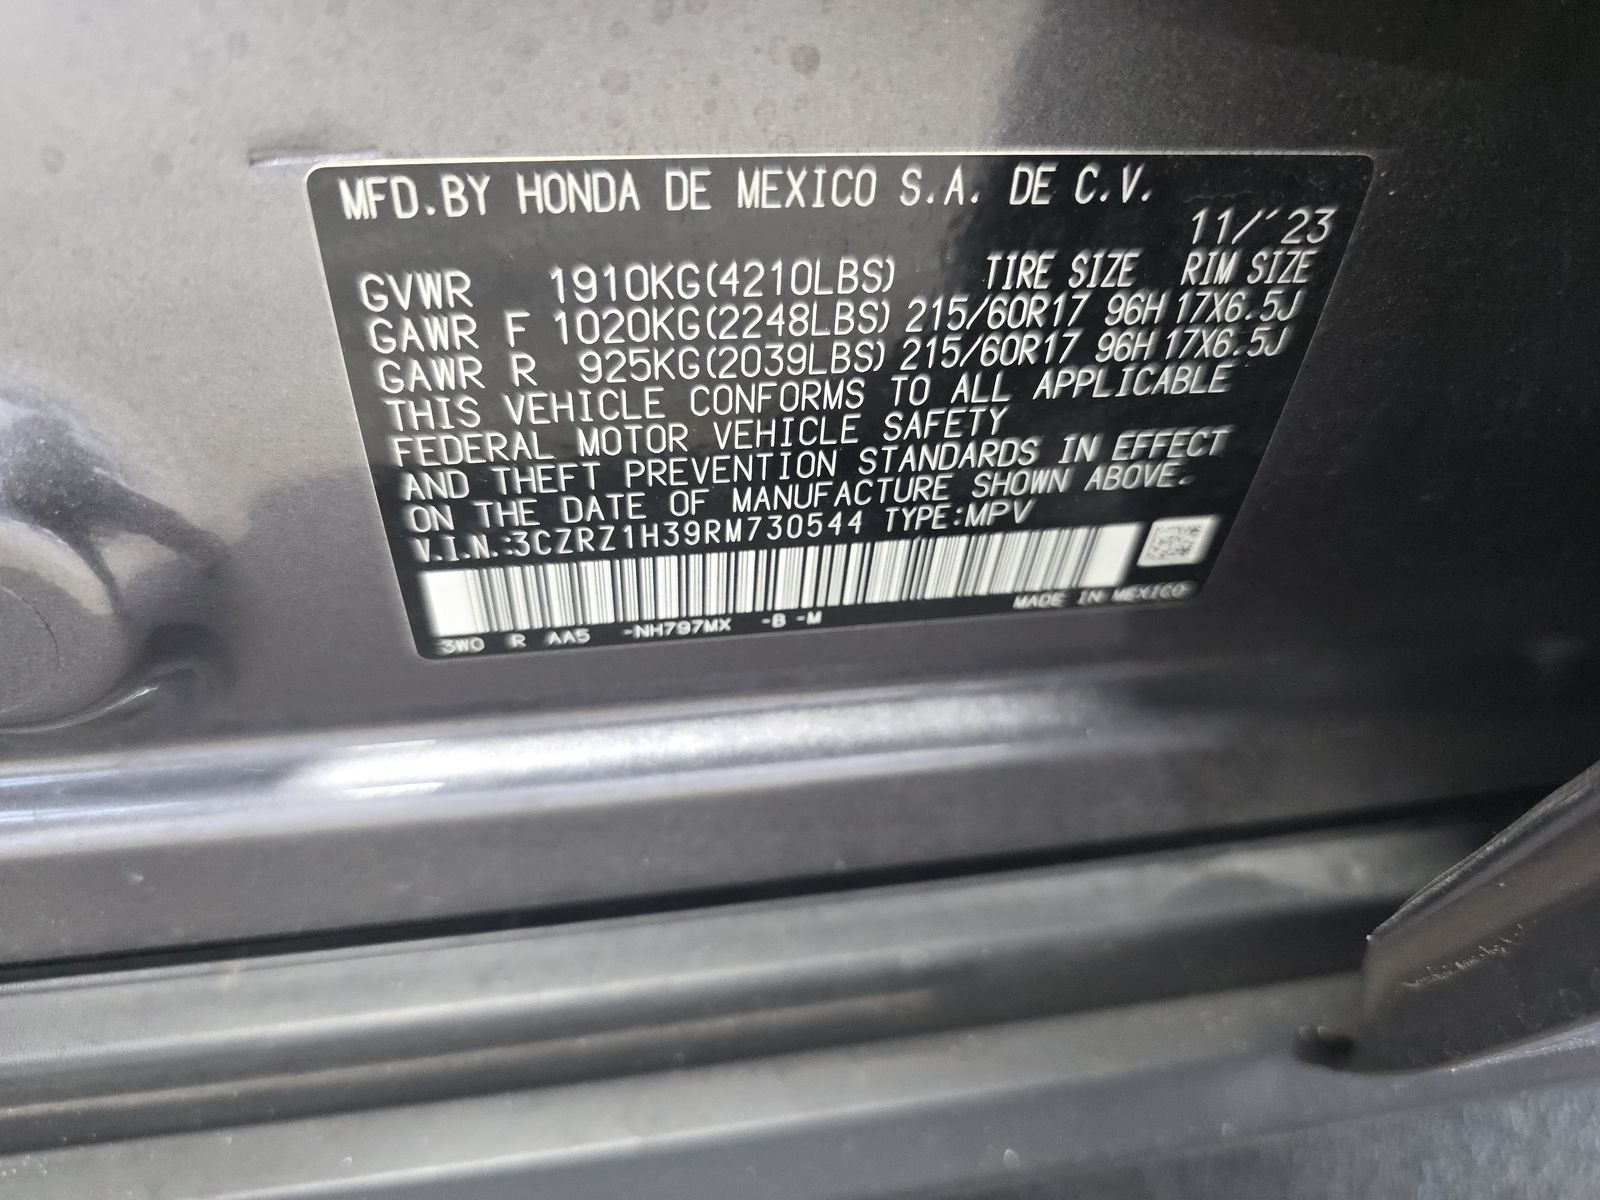 MFD.BY HONDA DE MEXICO S.A. DE C.V.
11/'23
GVWR 1910KG(4210LBS) TIRE SIZE RIM SIZE
GAWR F 1020KG(2248LBS) 215/60R17 96H 17X6.5J
GAWR R 925KG(2039LBS) 215/60R17 96H 17X6.5J
THIS VEHICLE CONFORMS TO ALL APPLICABLE
FEDERAL MOTOR VEHICLE SAFETY
AND THEFT PREVENTION STANDARDS IN EFFECT
ON THE DATE OF MANUFACTURE SHOWN ABOVE.
V.I.N.:3CZRZ1H39RM730544 TYPE:MPV
3W0 R AA5 -NH797MX -B -M MADE IN MEXICO